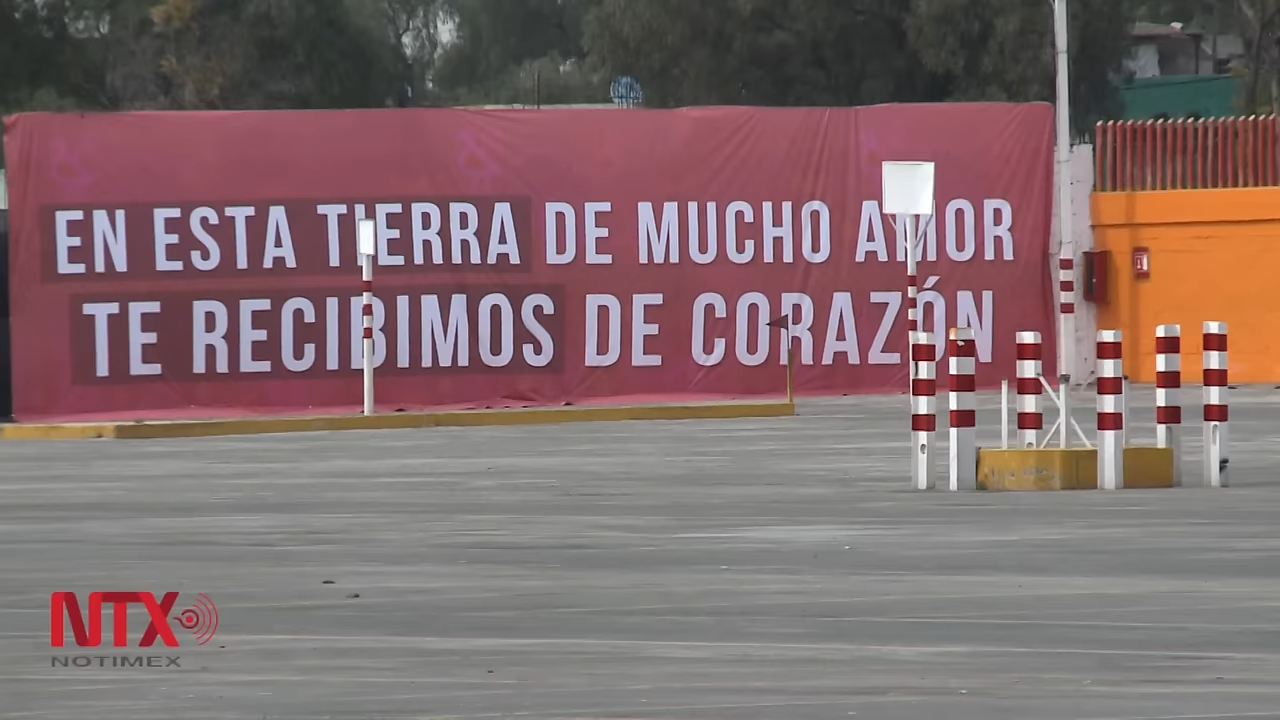 EN ESTA TIERRA DE MUCHO AMOR
TE RECIBIMOS DE CORAZÓN
NTX
NOTIMEX